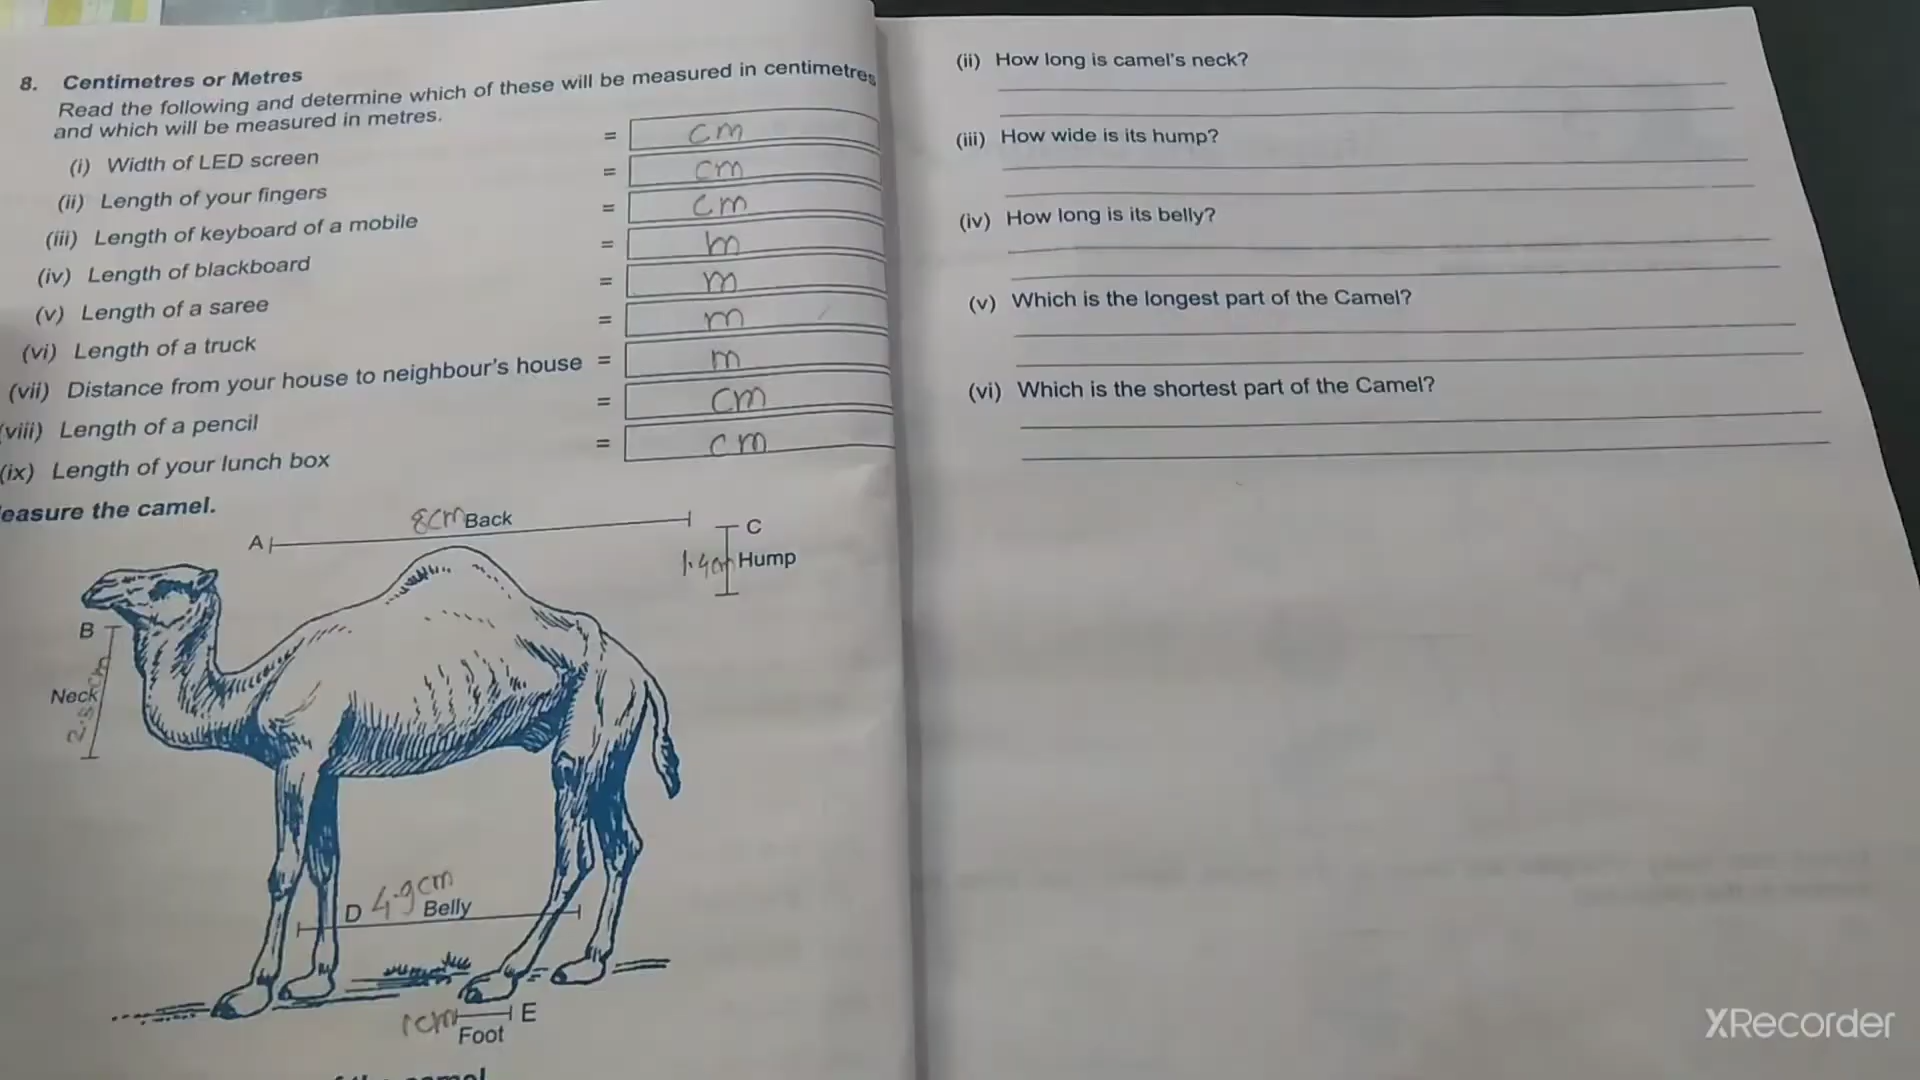 8. Centimetres or Metres
Read the following and determine which of these will be measured in centimetres
and which will be measured in metres.
(i) Width of LED screen = cm
(ii) Length of your fingers = cm
(iii) Length of keyboard of a mobile = cm
(iv) Length of blackboard = m
(v) Length of a saree = m
(vi) Length of a truck = m
(vii) Distance from your house to neighbour's house = m
(viii) Length of a pencil = cm
(ix) Length of your lunch box = cm
easure the camel.
A 8cm Back
C
1.4cm Hump
B
Neck
cm
D 4.9cm Belly
1cm E
Foot
(ii) How long is camel's neck?
(iii) How wide is its hump?
(iv) How long is its belly?
(v) Which is the longest part of the Camel?
(vi) Which is the shortest part of the Camel?
XRecorder